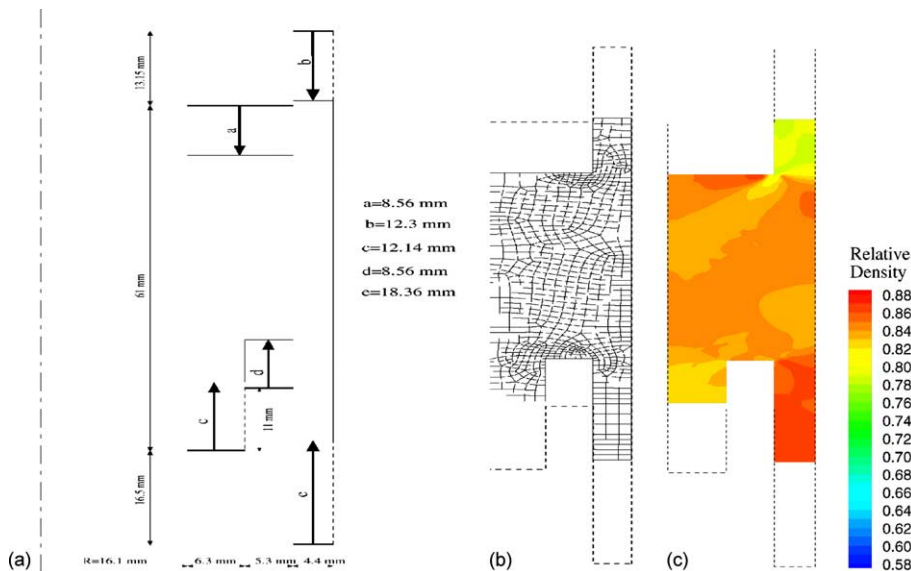 13.15 mm
b
a
61 mm
a=8.56 mm
b=12.3 mm
c=12.14 mm
d=8.56 mm
e=18.36 mm
d
c
11 mm
16.5 mm
e
R=16.1 mm
6.3 mm
5.3 mm
4.4 mm
(a)
(b)
(c)
Relative
Density
0.88
0.86
0.84
0.82
0.80
0.78
0.76
0.74
0.72
0.70
0.68
0.66
0.64
0.62
0.60
0.58